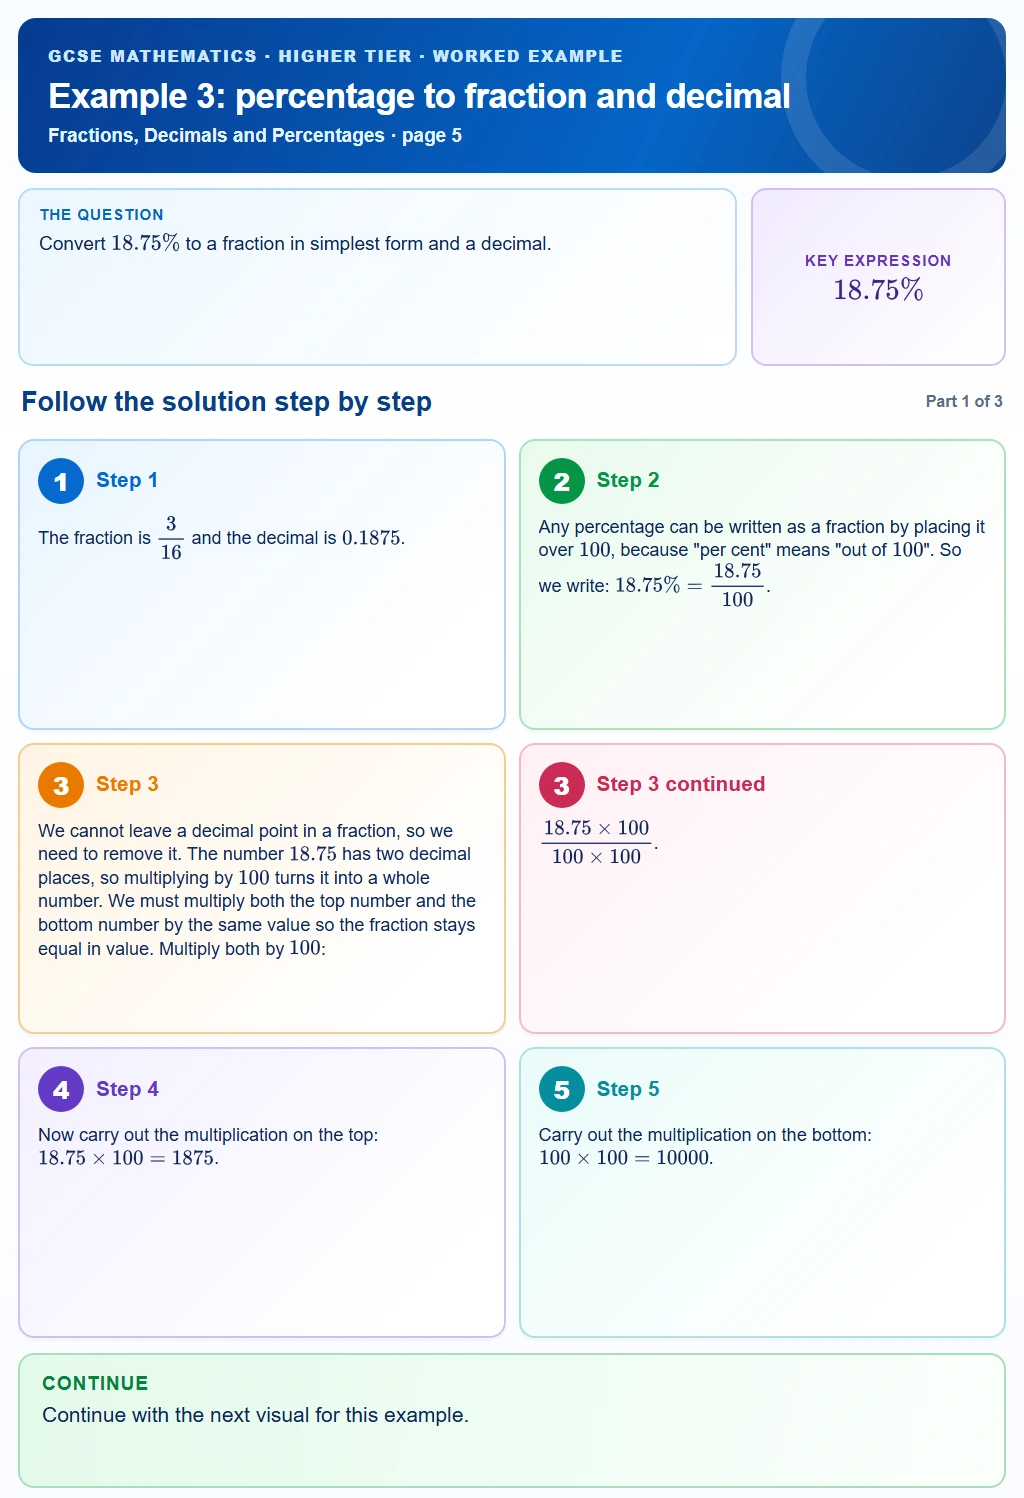 GCSE MATHEMATICS · HIGHER TIER · WORKED EXAMPLE
Example 3: percentage to fraction and decimal
Fractions, Decimals and Percentages · page 5
THE QUESTION
Convert 18.75% to a fraction in simplest form and a decimal.
KEY EXPRESSION
18.75%
Follow the solution step by step
Part 1 of 3
1 Step 1
The fraction is 3/16 and the decimal is 0.1875.
2 Step 2
Any percentage can be written as a fraction by placing it
over 100, because "per cent" means "out of 100". So
we write: 18.75% = 18.75/100.
3 Step 3
We cannot leave a decimal point in a fraction, so we
need to remove it. The number 18.75 has two decimal
places, so multiplying by 100 turns it into a whole
number. We must multiply both the top number and the
bottom number by the same value so the fraction stays
equal in value. Multiply both by 100:
3 Step 3 continued
18.75 × 100
100 × 100.
4 Step 4
Now carry out the multiplication on the top:
18.75 × 100 = 1875.
5 Step 5
Carry out the multiplication on the bottom:
100 × 100 = 10000.
CONTINUE
Continue with the next visual for this example.